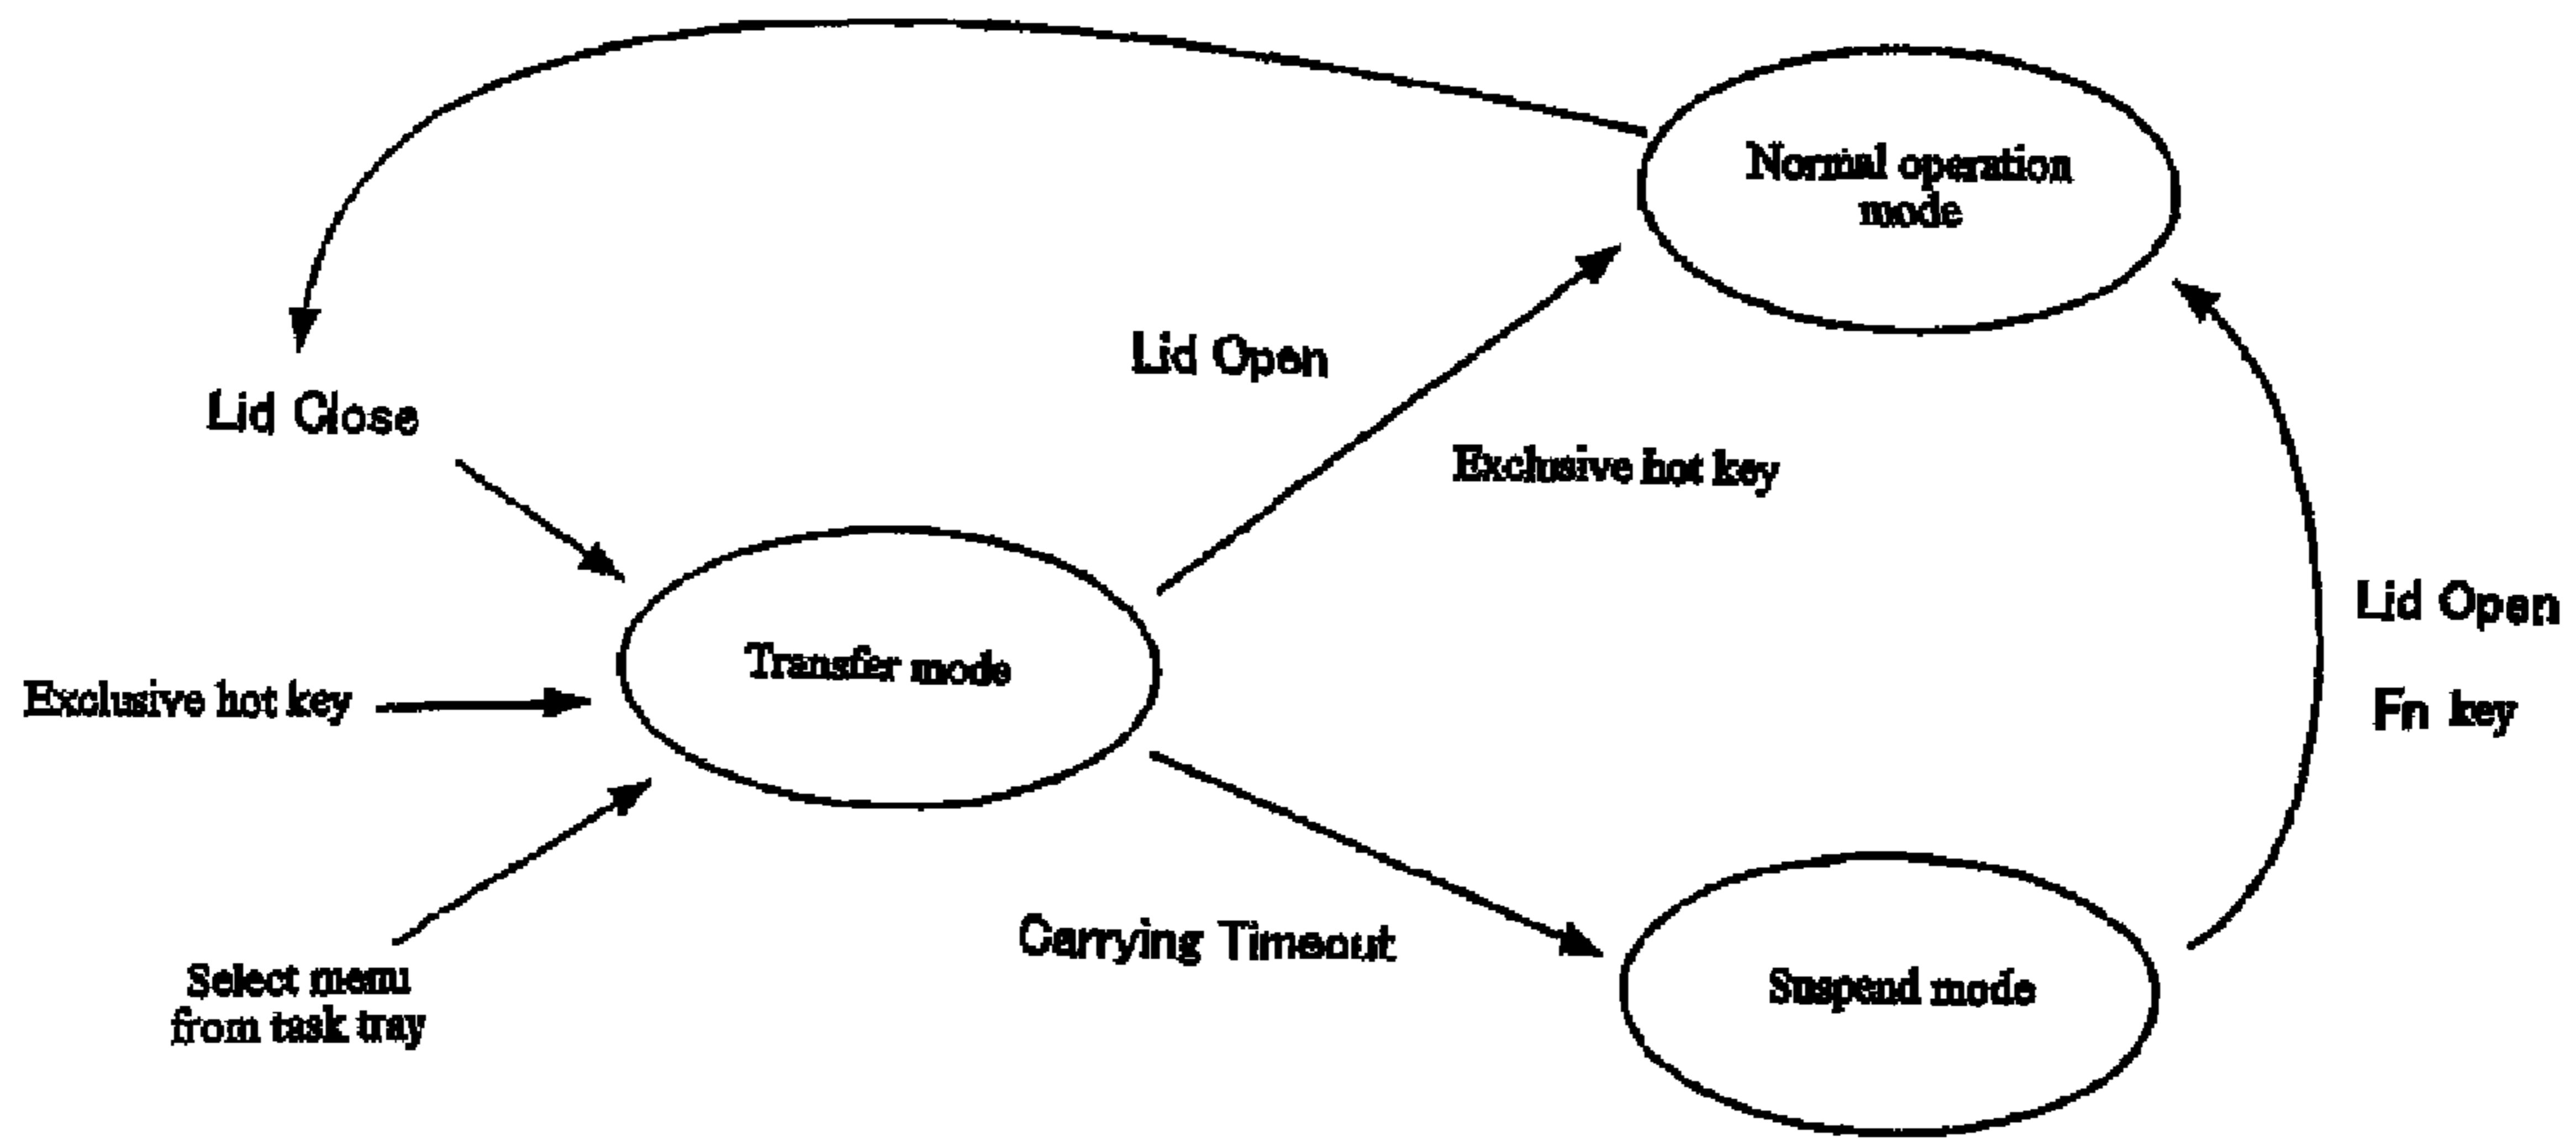 Normal operation
mode
Lid Open
Lid Close
Exclusive hot key
Transfer mode
Lid Open
Exclusive hot key
Fn key
Carrying Timeout
Select menu
from task tray
Suspend mode